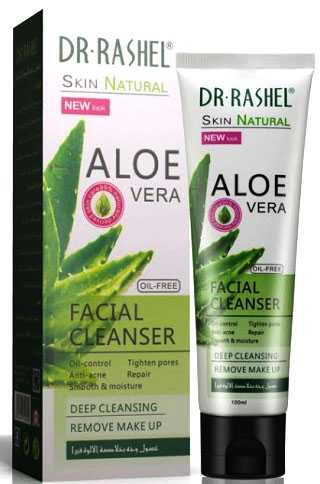 DR·RASHEL®
SKIN NATURAL
NEW look
ALOE
VERA
OIL-FREE
FACIAL
CLEANSER
Oil-control Tighten pores
Anti-acne Repair
Smooth & moisture
DEEP CLEANSING
REMOVE MAKE UP
DR·RASHEL®
SKIN NATURAL
NEW look
ALOE
VERA
OIL-FREE
FACIAL
CLEANSER
Oil-control Tighten pores
Anti-acne Repair
Smooth & moisture
DEEP CLEANSING
REMOVE MAKE UP
100ml